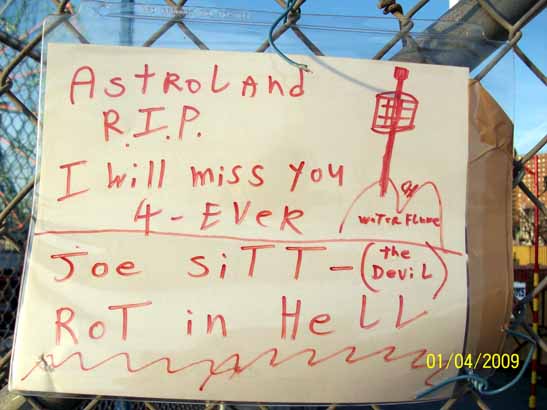 AstroLAnd
R.I.P.
I will miss you
4-EVER
WATER FLUME
Joe SiTT - (the DeviL)
RoT in HeLL
01/04/2009